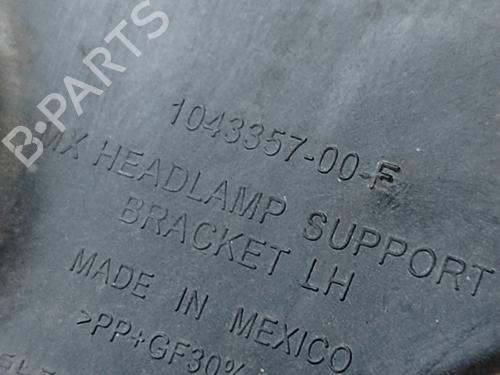 B-PARTS
1043357-00-F
MX HEADLAMP SUPPORT
BRACKET LH
MADE IN MEXICO
>PP+GF30%